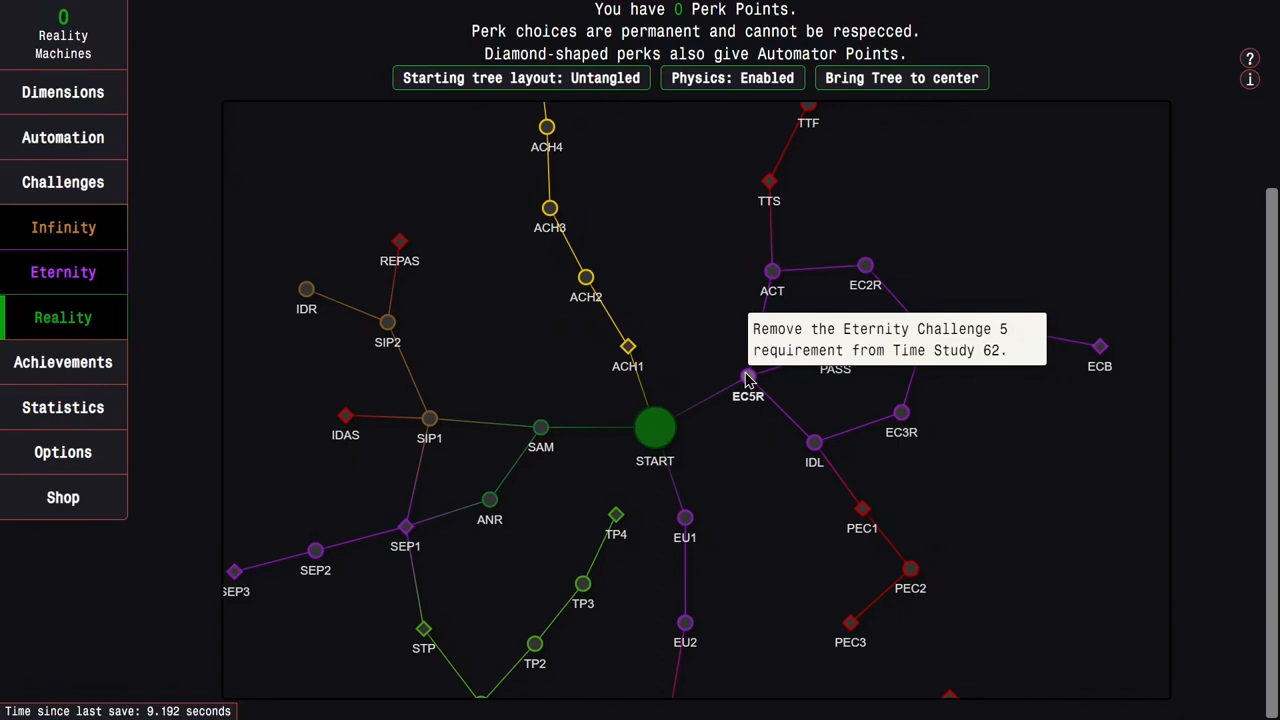 You have 0 Perk Points.
Perk choices are permanent and cannot be respecced.
Diamond-shaped perks also give Automator Points.
Starting tree layout: Untangled
Physics: Enabled
Bring Tree to center
?
i
0
Reality
Machines
Dimensions
Automation
Challenges
Infinity
Eternity
Reality
Achievements
Statistics
Options
Shop
TTF
ACH4
TTS
ACH3
REPAS
ACT
EC2R
IDR
ACH2
Remove the Eternity Challenge 5
requirement from Time Study 62.
SIP2
ACH1
PASS
ECB
EC5R
IDAS
SIP1
SAM
START
IDL
EC3R
ANR
PEC1
SEP1
TP4
EU1
SEP2
SEP3
PEC2
TP3
STP
TP2
EU2
PEC3
Time since last save: 9.192 seconds